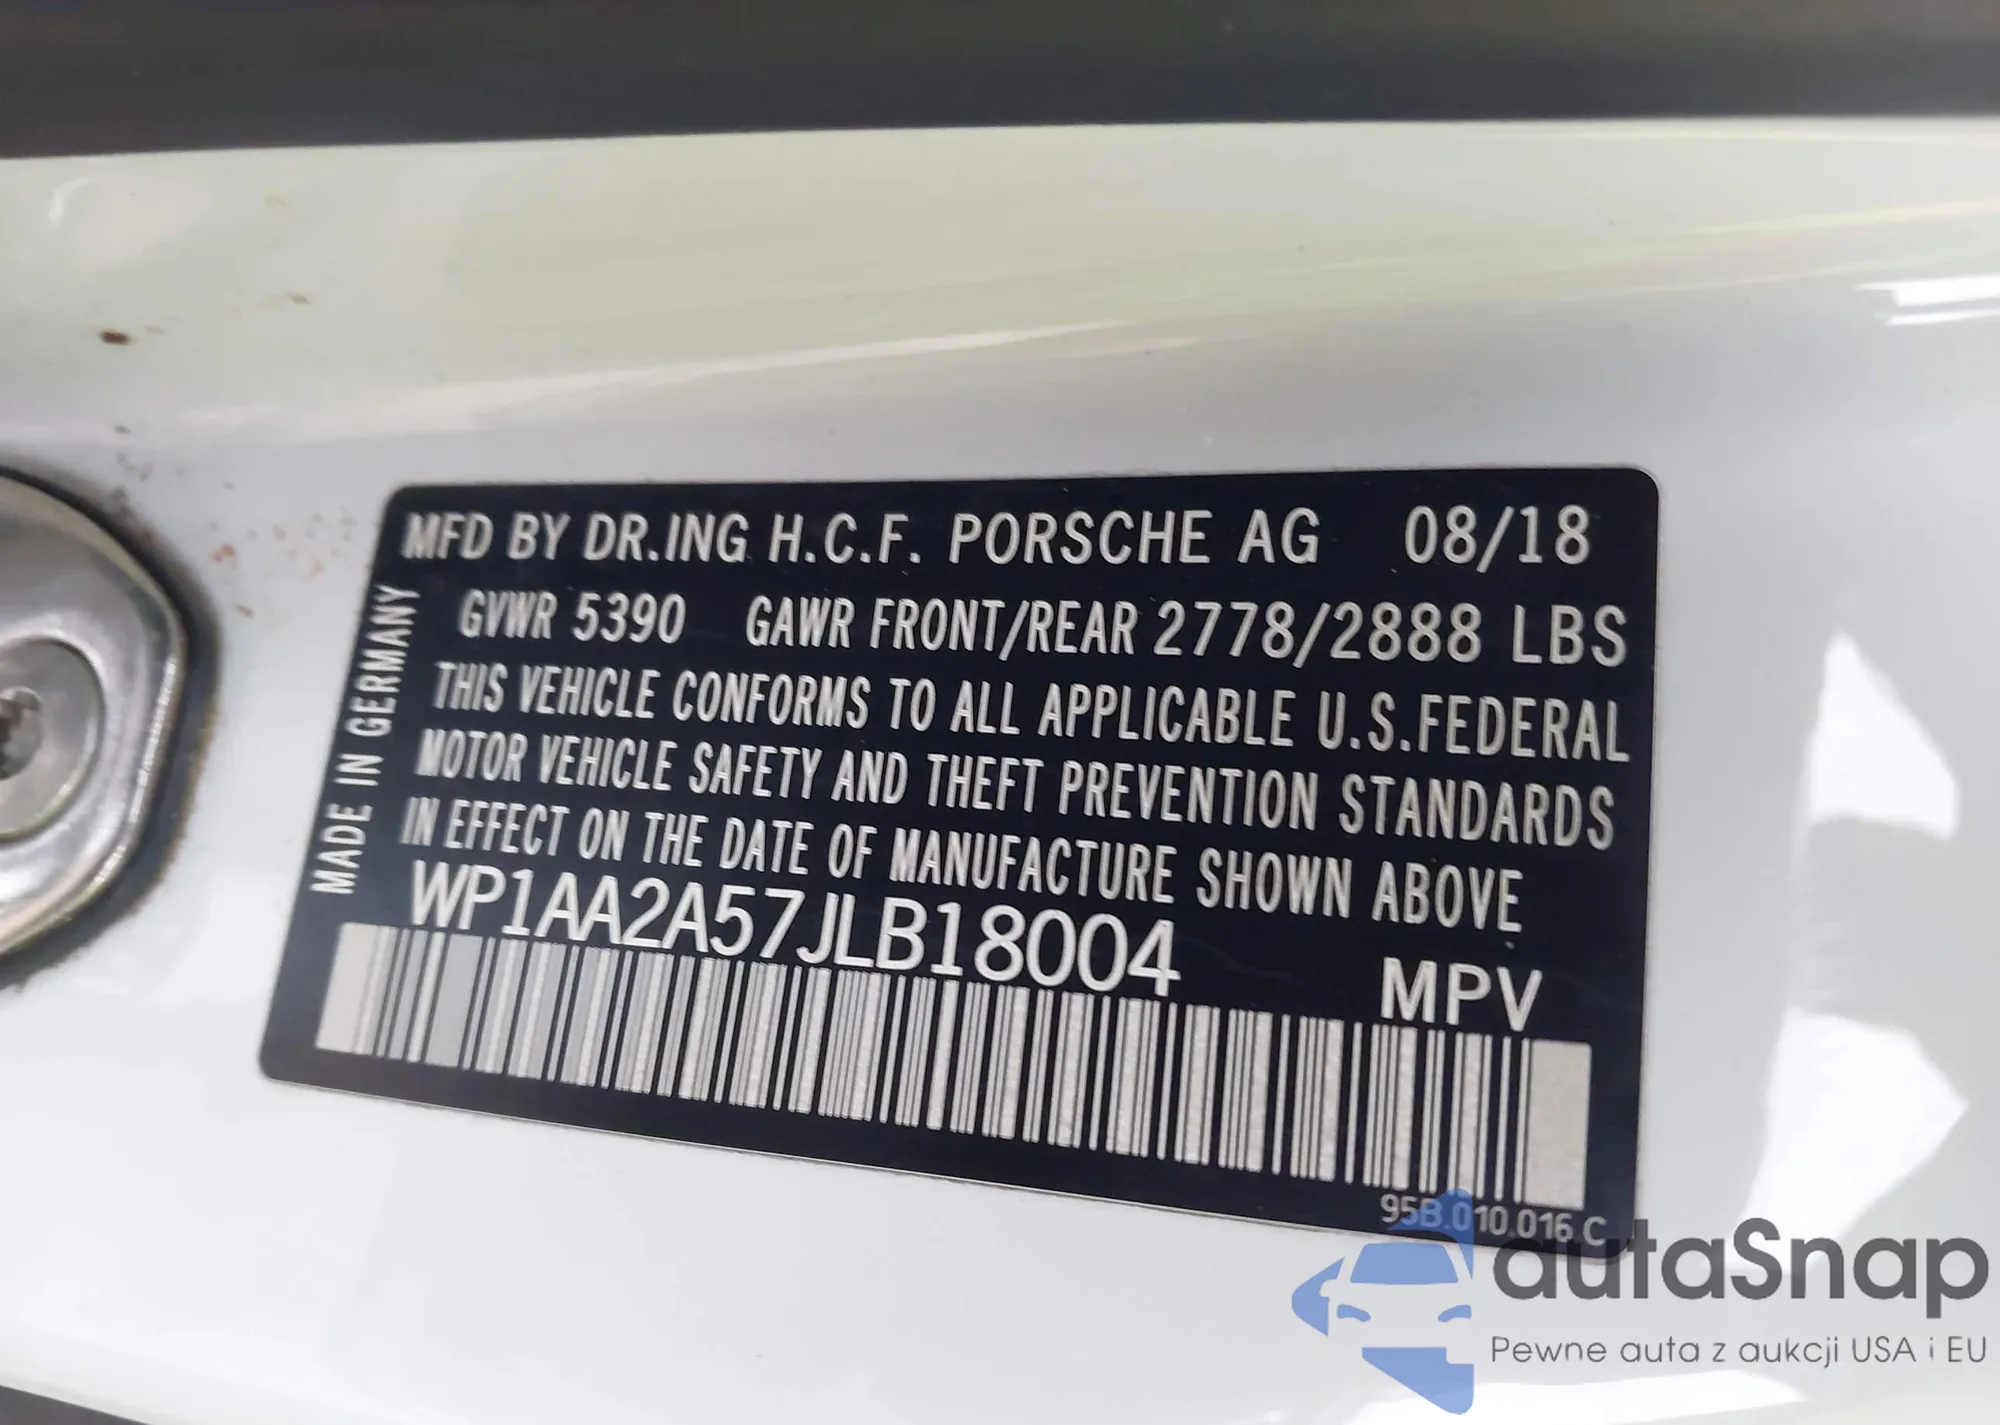 MFD BY DR.ING H.C.F. PORSCHE AG 08/18
GVWR 5390 GAWR FRONT/REAR 2778/2888 LBS
THIS VEHICLE CONFORMS TO ALL APPLICABLE U.S.FEDERAL
MOTOR VEHICLE SAFETY AND THEFT PREVENTION STANDARDS
IN EFFECT ON THE DATE OF MANUFACTURE SHOWN ABOVE
WP1AA2A57JLB18004 MPV
MADE IN GERMANY
95B.010.016.C
autaSnap
Pewne auta z aukcji USA i EU